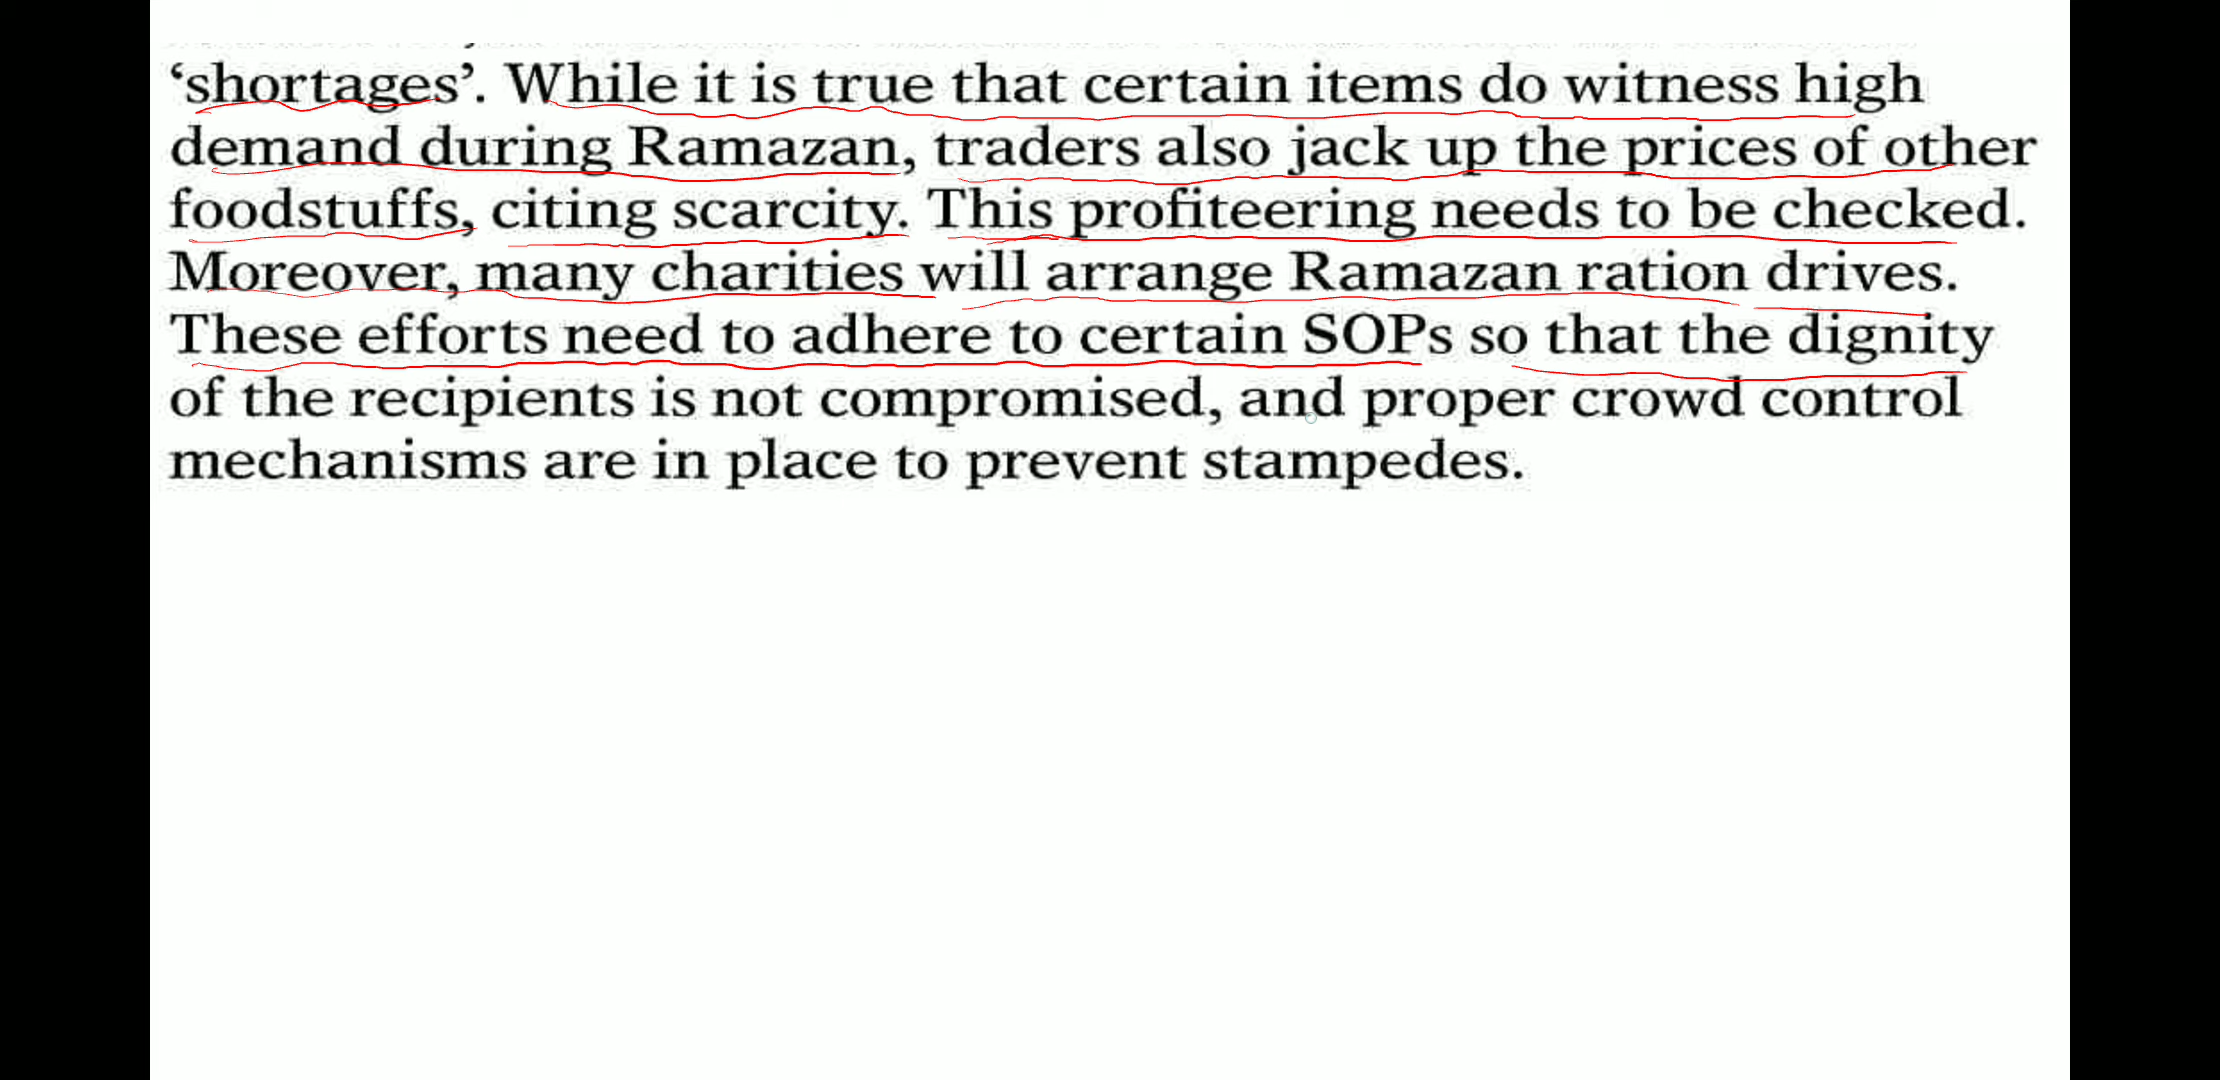 ‘shortages’. While it is true that certain items do witness high
demand during Ramazan, traders also jack up the prices of other
foodstuffs, citing scarcity. This profiteering needs to be checked.
Moreover, many charities will arrange Ramazan ration drives.
These efforts need to adhere to certain SOPs so that the dignity
of the recipients is not compromised, and proper crowd control
mechanisms are in place to prevent stampedes.